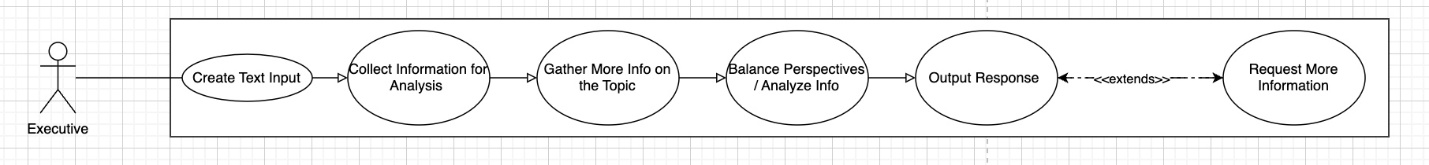 Executive
Create Text Input
Collect Information for
Analysis
Gather More Info on
the Topic
Balance Perspectives
/ Analyze Info
Output Response
<<extends>>
Request More
Information